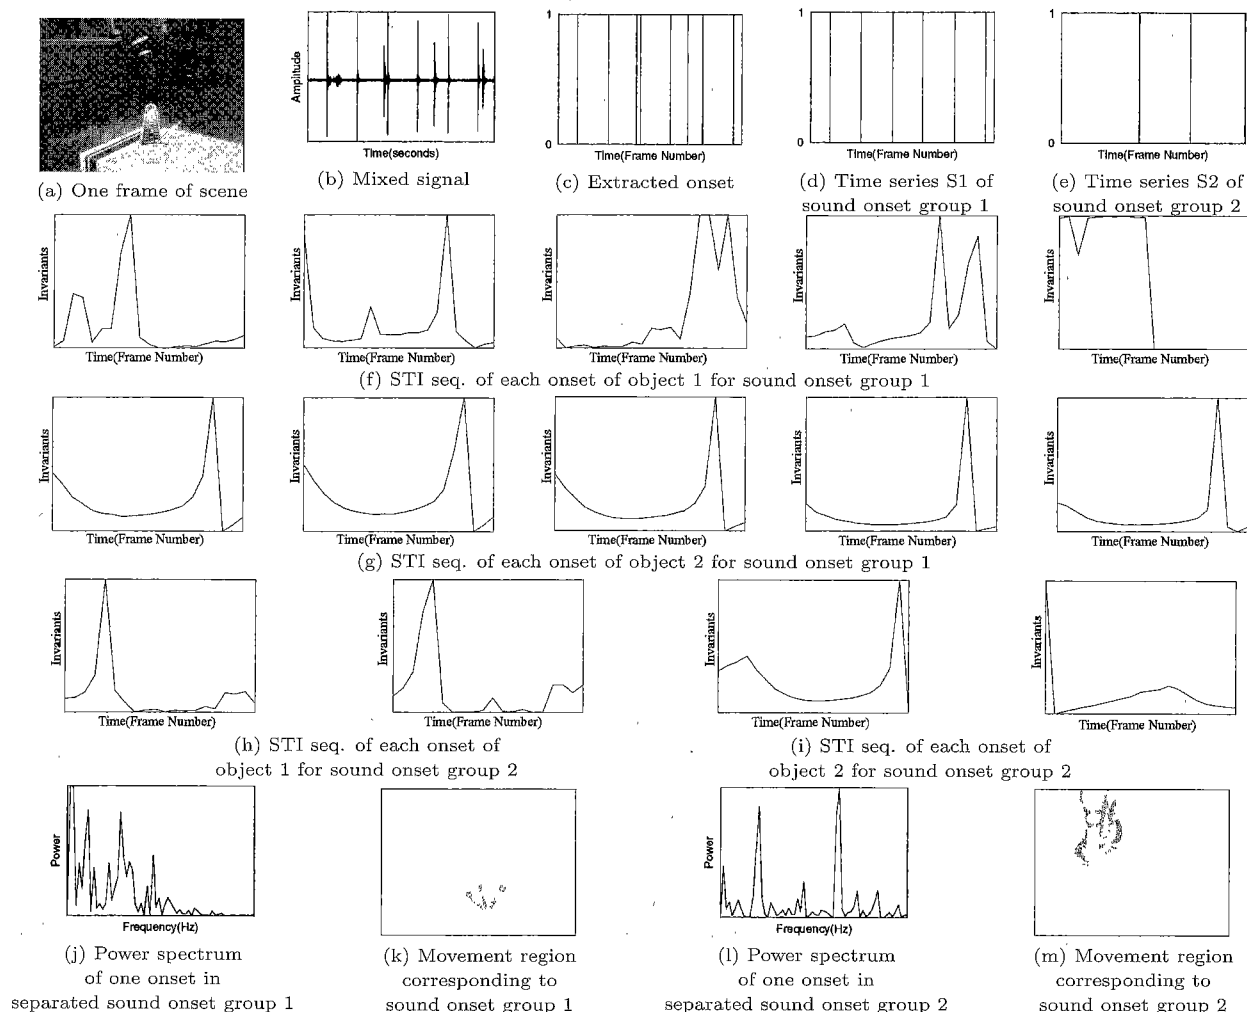 1
0
Amplitude
Time(seconds)
Time(Frame Number)
1
0
Time(Frame Number)
1
0
Time(Frame Number)
(a) One frame of scene
(b) Mixed signal
(c) Extracted onset
(d) Time series S1 of
sound onset group 1
(e) Time series S2 of
sound onset group 2
Invariants
Invariants
Invariants
Invariants
Invariants
Time(Frame Number)
Time(Frame Number)
Time(Frame Number)
Time(Frame Number)
Time(Frame Number)
(f) STI seq. of each onset of object 1 for sound onset group 1
Invariants
Invariants
Invariants
Invariants
Invariants
Time(Frame Number)
Time(Frame Number)
Time(Frame Number)
Time(Frame Number)
Time(Frame Number)
(g) STI seq. of each onset of object 2 for sound onset group 1
Invariants
Invariants
Invariants
Invariants
Time(Frame Number)
Time(Frame Number)
Time(Frame Number)
Time(Frame Number)
(h) STI seq. of each onset of
object 1 for sound onset group 2
(i) STI seq. of each onset of
object 2 for sound onset group 2
Power
Frequency(Hz)
Power
Frequency(Hz)
(j) Power spectrum
of one onset in
separated sound onset group 1
(k) Movement region
corresponding to
sound onset group 1
(l) Power spectrum
of one onset in
separated sound onset group 2
(m) Movement region
corresponding to
sound onset group 2